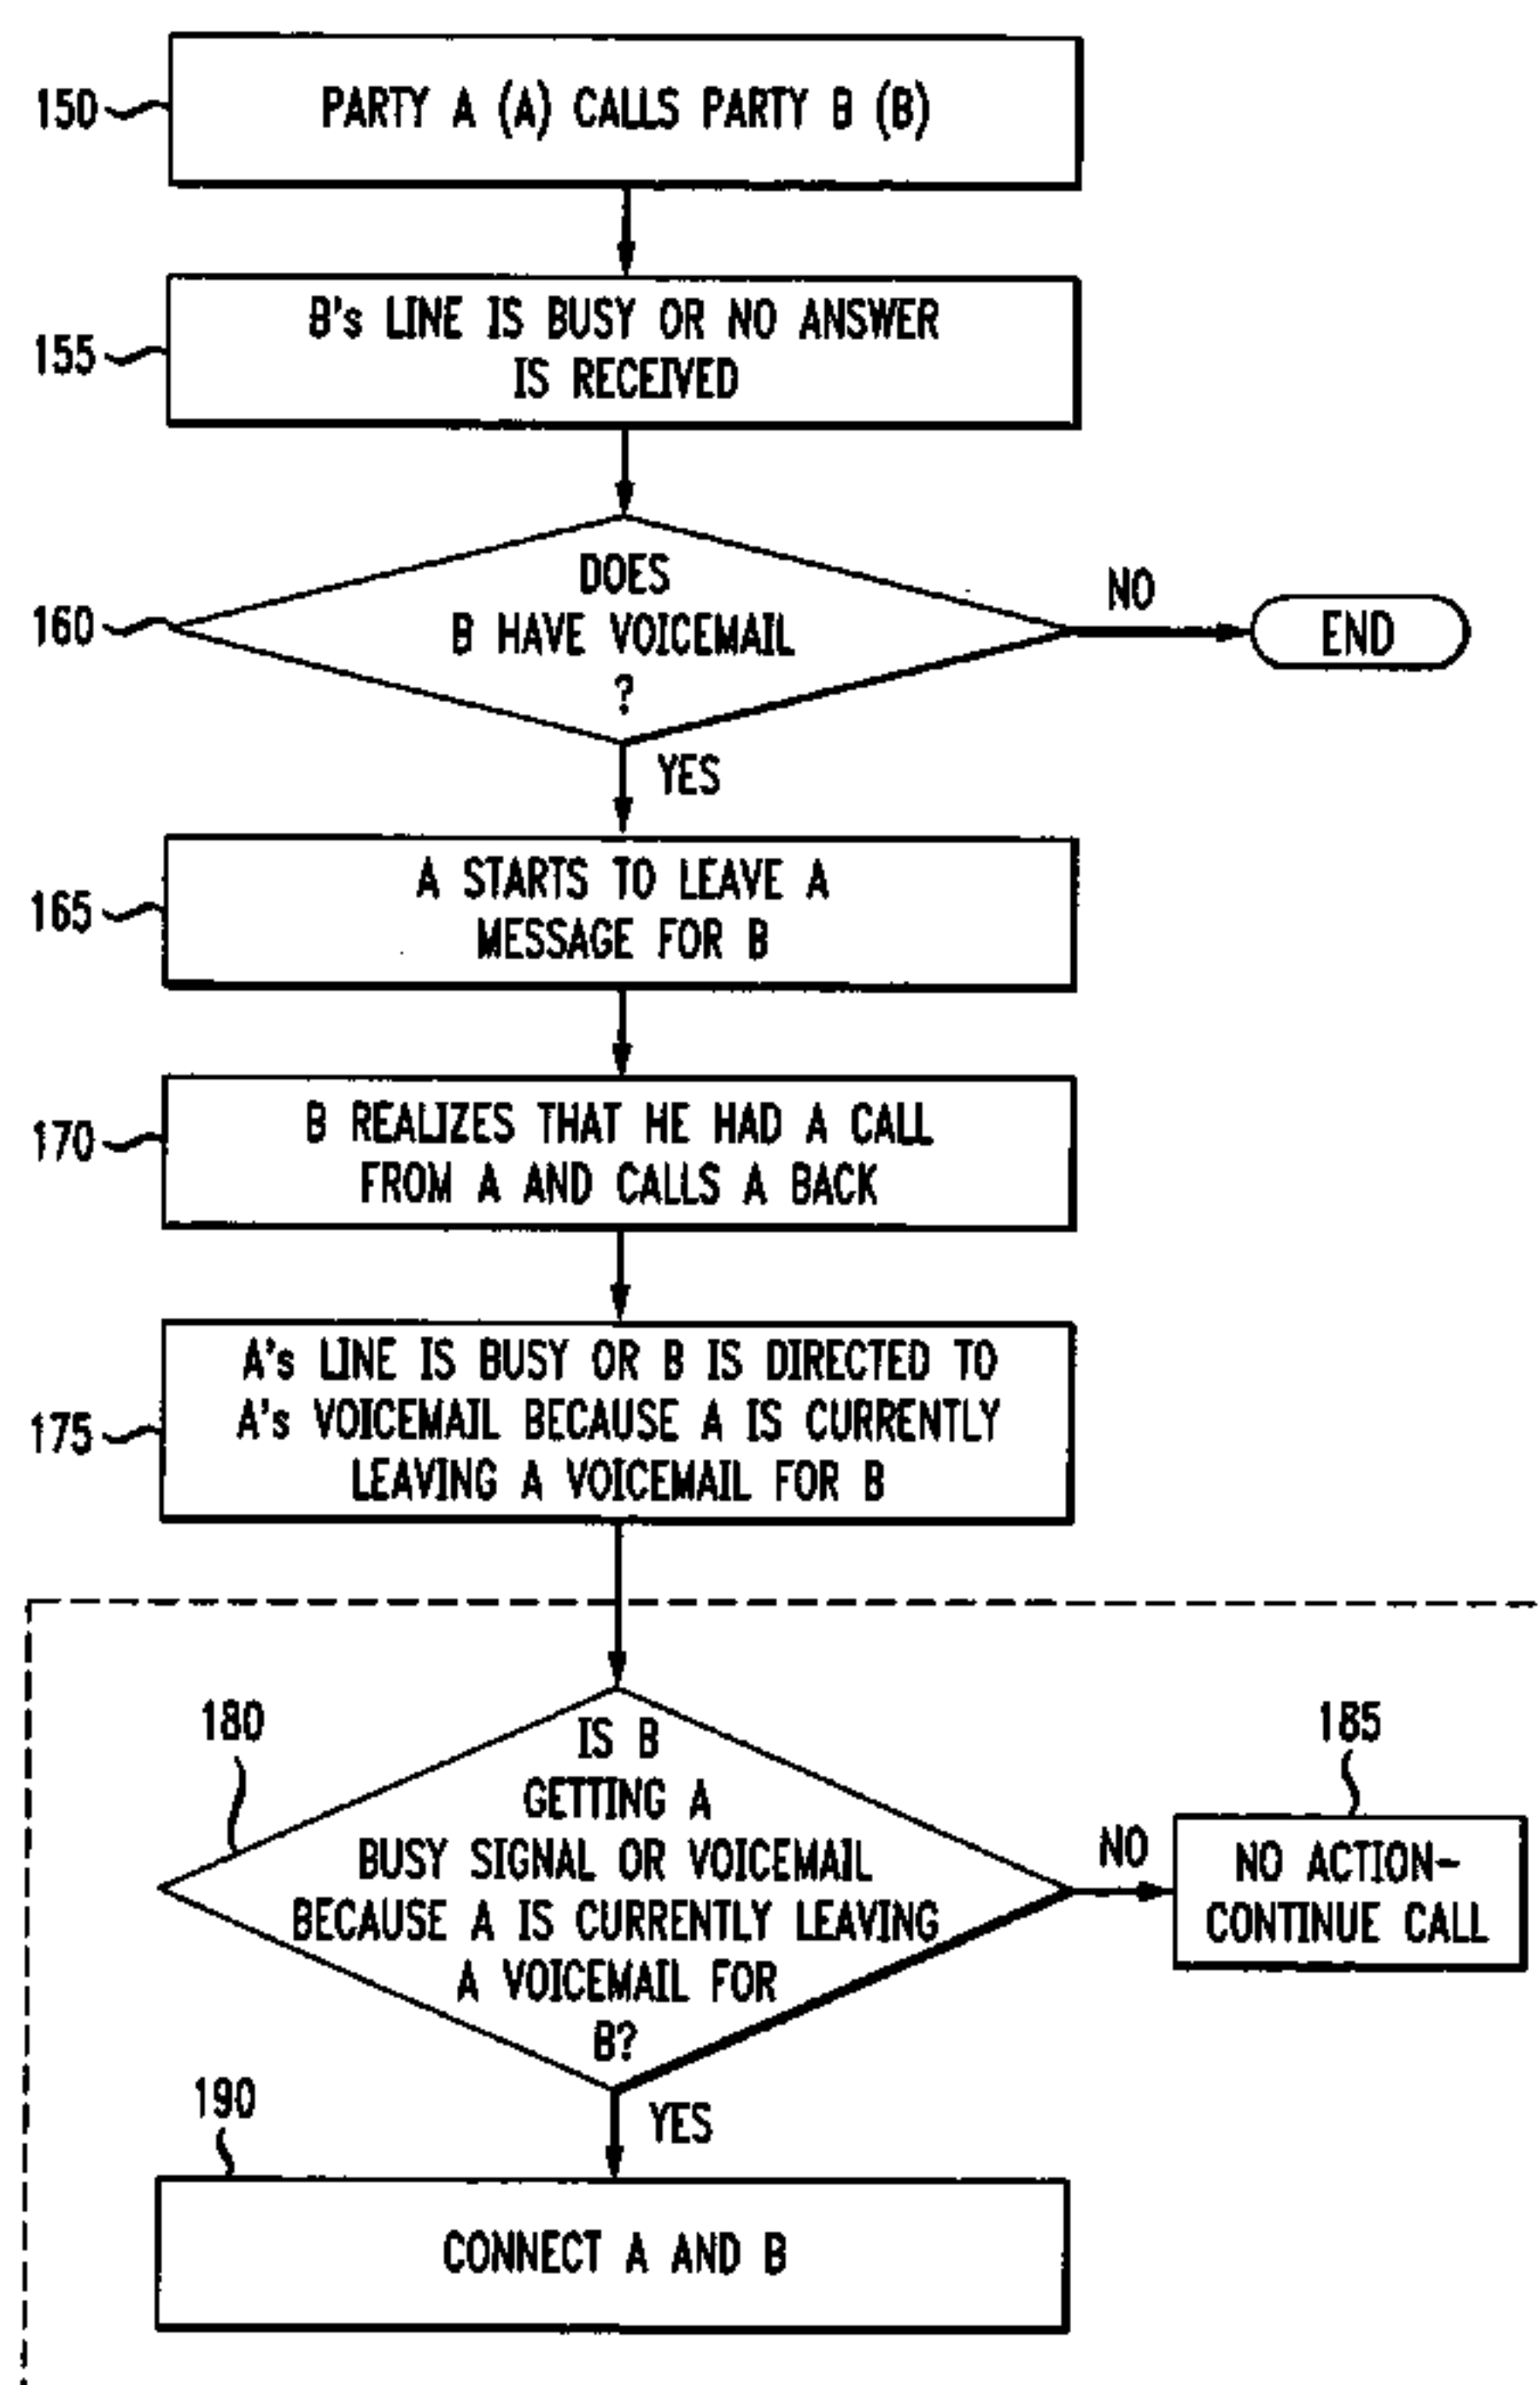 150
PARTY A (A) CALLS PARTY B (B)
155
B's LINE IS BUSY OR NO ANSWER
IS RECEIVED
160
DOES
B HAVE VOICEMAIL
?
NO
END
YES
165
A STARTS TO LEAVE A
MESSAGE FOR B
170
B REALIZES THAT HE HAD A CALL
FROM A AND CALLS A BACK
175
A's LINE IS BUSY OR B IS DIRECTED TO
A's VOICEMAIL BECAUSE A IS CURRENTLY
LEAVING A VOICEMAIL FOR B
180
IS B
GETTING A
BUSY SIGNAL OR VOICEMAIL
BECAUSE A IS CURRENTLY LEAVING
A VOICEMAIL FOR
B?
NO
185
NO ACTION-
CONTINUE CALL
YES
190
CONNECT A AND B